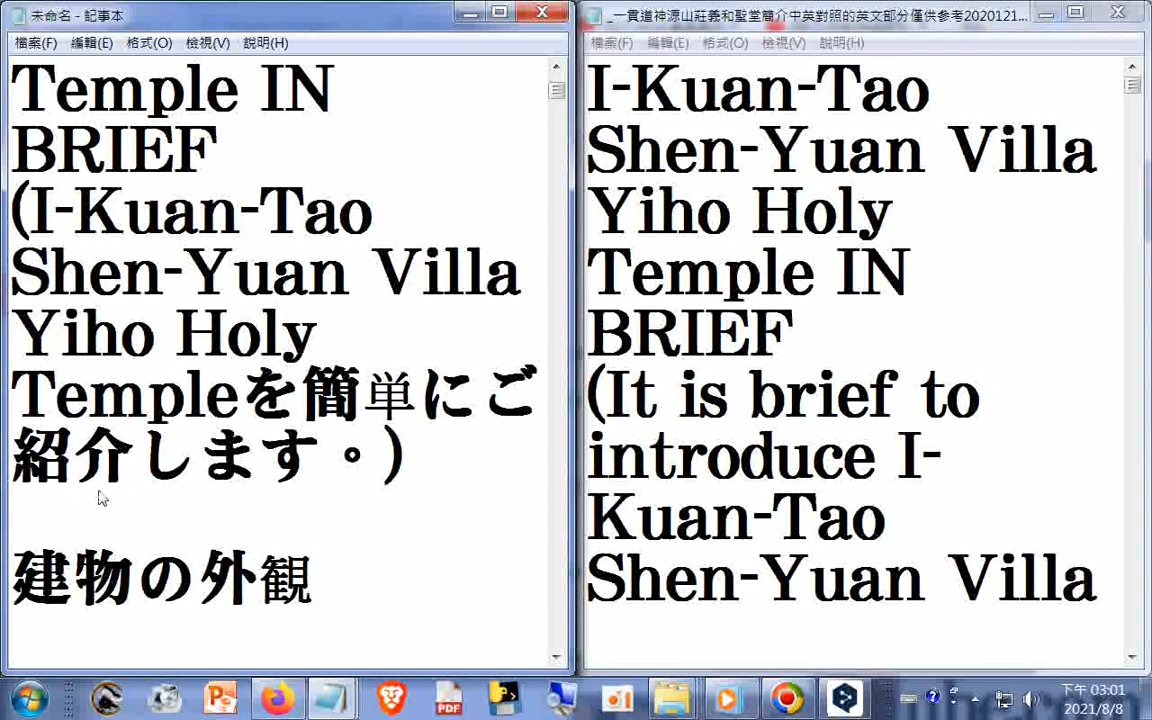 未命名 - 記事本
檔案(F) 編輯(E) 格式(O) 檢視(V) 說明(H)
Temple IN
BRIEF
(I-Kuan-Tao
Shen-Yuan Villa
Yiho Holy
Templeを簡単にご
紹介します。)
建物の外観
_一貫道神源山莊義和聖堂簡介中英對照的英文部分僅供參考2020121...
檔案(F) 編輯(E) 格式(O) 檢視(V) 說明(H)
I-Kuan-Tao
Shen-Yuan Villa
Yiho Holy
Temple IN
BRIEF
(It is brief to
introduce I-
Kuan-Tao
Shen-Yuan Villa
PDF
下午 03:01
2021/8/8